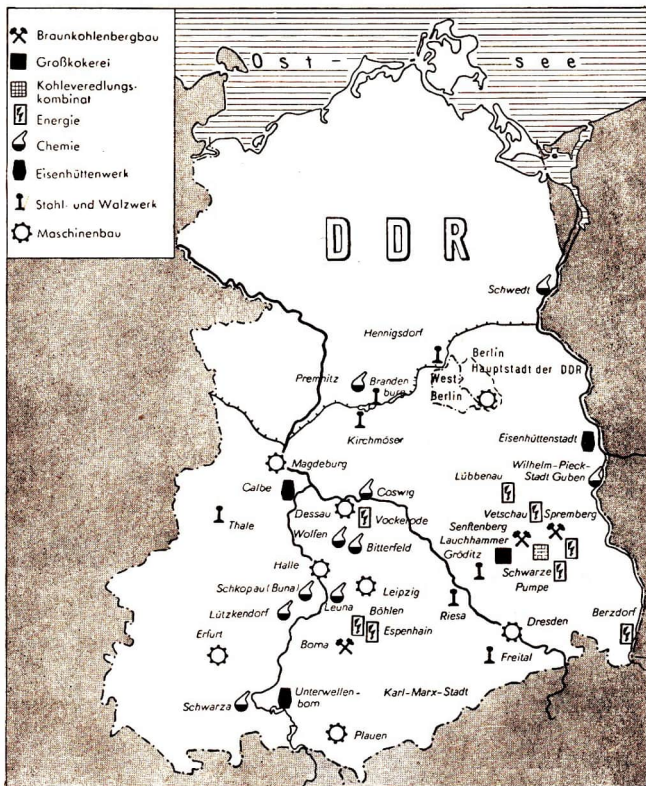 Braunkohlenbergbau
Großkokerei
Kohleveredlungs-
kombinat
Energie
Chemie
Eisenhüttenwerk
Stahl- und Walzwerk
Maschinenbau
Ost-see
DDR
Schwedt
Hennigsdorf
Berlin
Hauptstadt der DDR
West-
Berlin
Premnitz
Branden-
burg
Kirchmöser
Eisenhüttenstadt
Magdeburg
Wilhelm-Pieck-
Stadt Guben
Calbe
Coswig
Lübbenau
Thale
Dessau
Vockerode
Vetschau
Spremberg
Wolfen
Bitterfeld
Senftenberg
Lauchhammer
Gröditz
Halle
Schwarze
Pumpe
Schkopau (Buna)
Leuna
Leipzig
Lützkendorf
Böhlen
Riesa
Berzdorf
Erfurt
Borna
Espenhain
Dresden
Freital
Schwarza
Unterwellen-
born
Karl-Marx-Stadt
Plauen